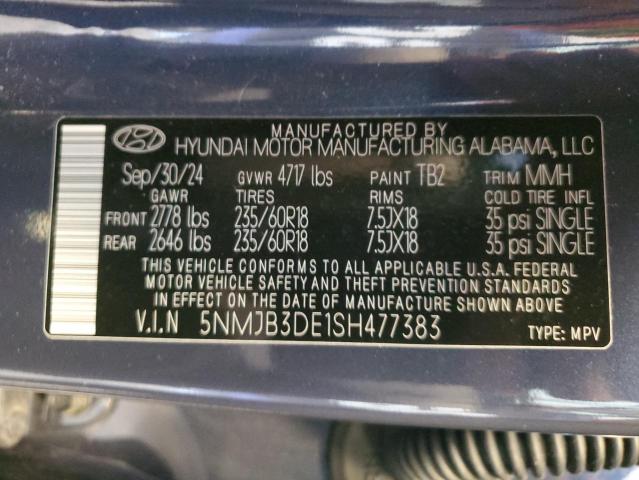 MANUFACTURED BY
HYUNDAI MOTOR MANUFACTURING ALABAMA, LLC
Sep/30/24 GVWR 4717 lbs PAINT TB2 TRIM MMH
GAWR TIRES RIMS COLD TIRE INFL
FRONT 2778 lbs 235/60R18 7.5JX18 35 psi SINGLE
REAR 2646 lbs 235/60R18 7.5JX18 35 psi SINGLE
THIS VEHICLE CONFORMS TO ALL APPLICABLE U.S.A. FEDERAL
MOTOR VEHICLE SAFETY AND THEFT PREVENTION STANDARDS
IN EFFECT ON THE DATE OF MANUFACTURE SHOWN ABOVE.
V.I.N 5NMJB3DE1SH477383 TYPE: MPV